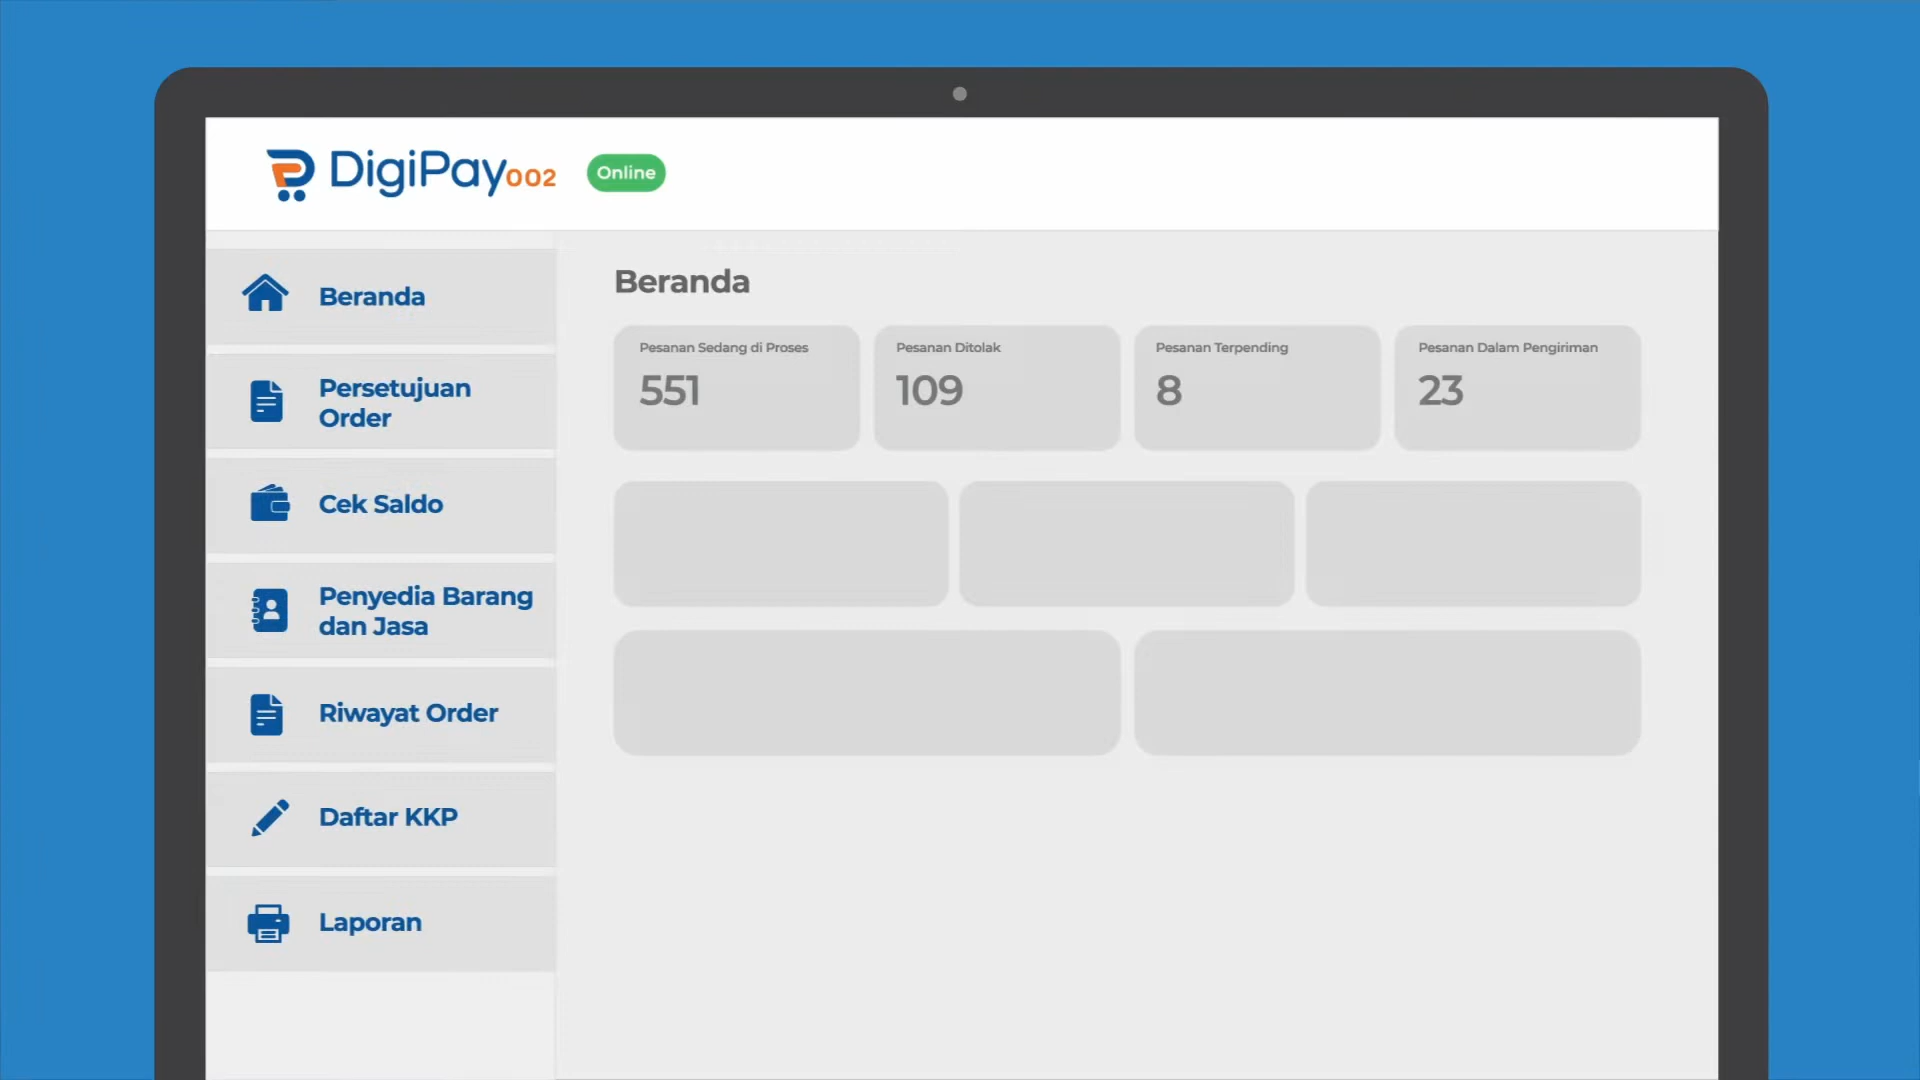 DigiPay002
Online
Beranda
Persetujuan
Order
Cek Saldo
Penyedia Barang
dan Jasa
Riwayat Order
Daftar KKP
Laporan
Beranda
Pesanan Sedang di Proses
551
Pesanan Ditolak
109
Pesanan Terpending
8
Pesanan Dalam Pengiriman
23